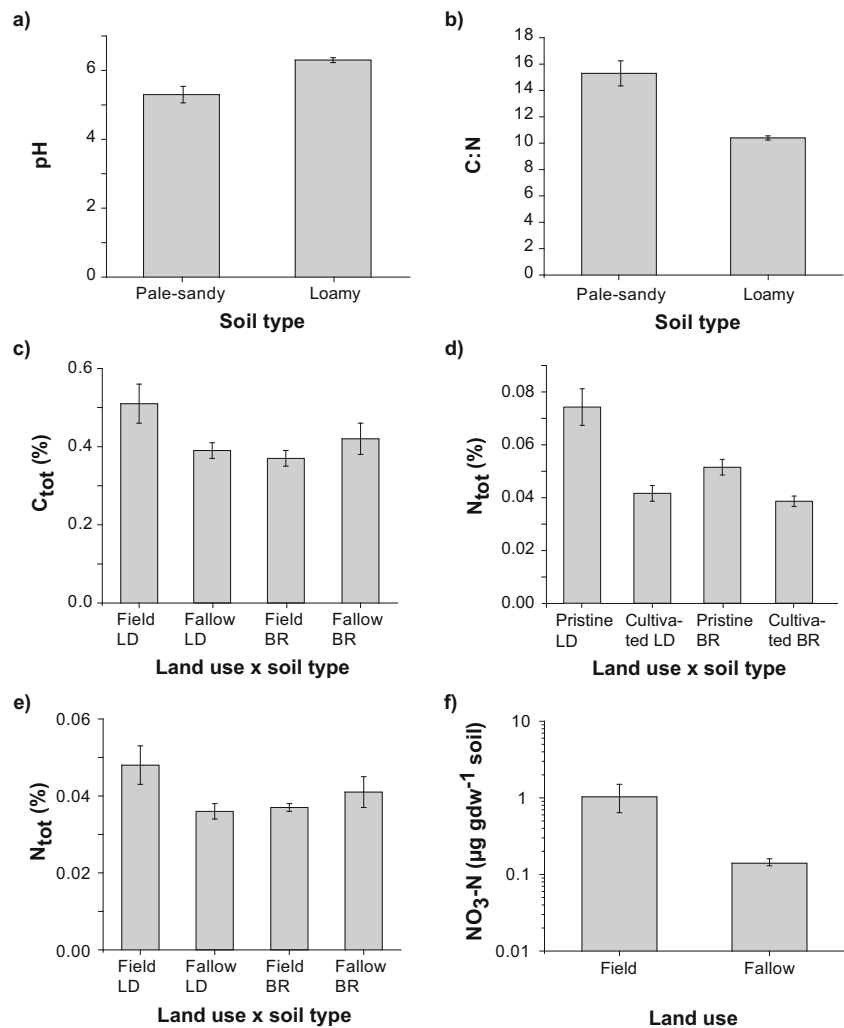 a)
pH
6
4
2
0
Pale-sandy
Loamy
Soil type
b)
C:N
18
16
14
12
10
8
6
4
2
0
Pale-sandy
Loamy
Soil type
c)
Ctot (%)
0.6
0.4
0.2
0.0
Field
LD
Fallow
LD
Field
BR
Fallow
BR
Land use x soil type
d)
Ntot (%)
0.08
0.06
0.04
0.02
0.00
Pristine
LD
Cultiva-
ted LD
Pristine
BR
Cultiva-
ted BR
Land use x soil type
e)
Ntot (%)
0.06
0.04
0.02
0.00
Field
LD
Fallow
LD
Field
BR
Fallow
BR
Land use x soil type
f)
NO3-N (µg gdw-1 soil)
10
1
0.1
0.01
Field
Fallow
Land use